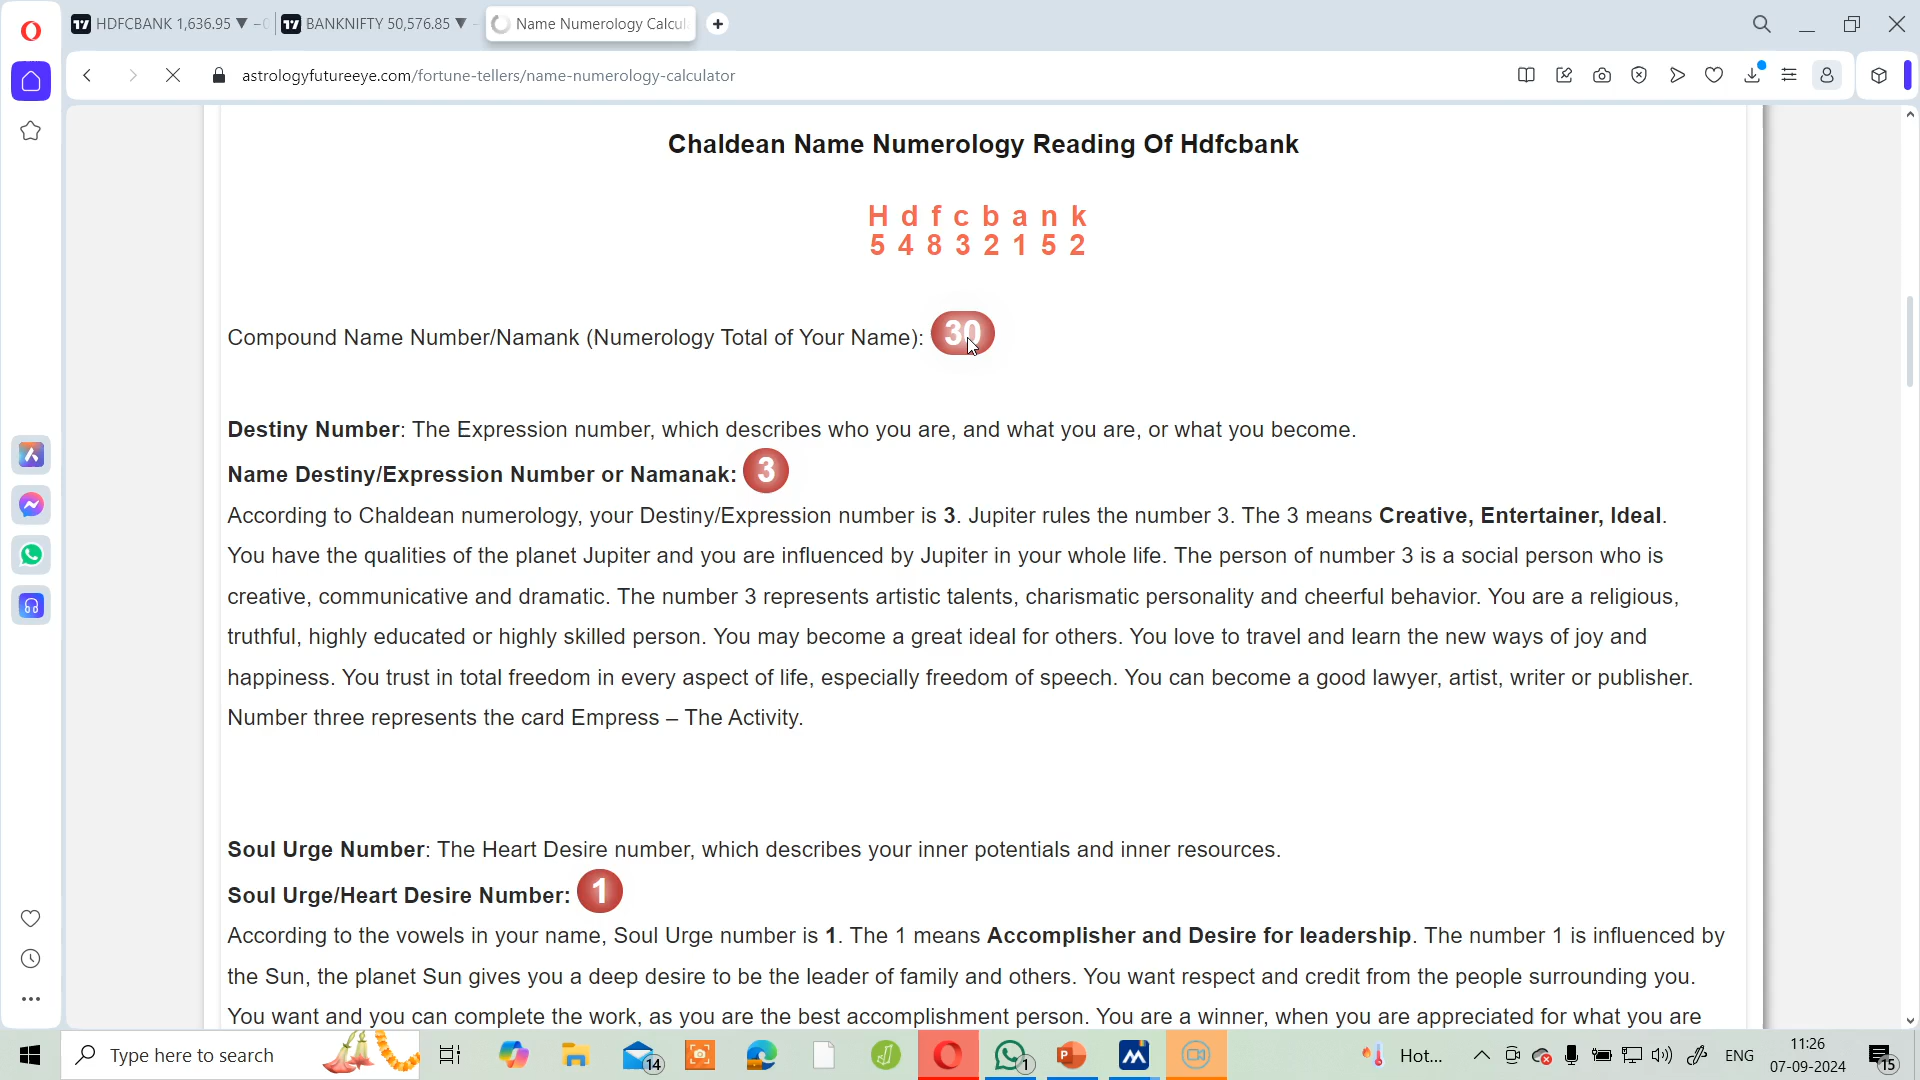 HDFCBANK 1,636.95 ▼
BANKNIFTY 50,576.85 ▼
Name Numerology Calcul
astrologyfutureeye.com/fortune-tellers/name-numerology-calculator
Chaldean Name Numerology Reading Of Hdfcbank
H d f c b a n k
5 4 8 3 2 1 5 2
Compound Name Number/Namank (Numerology Total of Your Name): 30
Destiny Number: The Expression number, which describes who you are, and what you are, or what you become.
Name Destiny/Expression Number or Namanak: 3
According to Chaldean numerology, your Destiny/Expression number is 3. Jupiter rules the number 3. The 3 means Creative, Entertainer, Ideal.
You have the qualities of the planet Jupiter and you are influenced by Jupiter in your whole life. The person of number 3 is a social person who is
creative, communicative and dramatic. The number 3 represents artistic talents, charismatic personality and cheerful behavior. You are a religious,
truthful, highly educated or highly skilled person. You may become a great ideal for others. You love to travel and learn the new ways of joy and
happiness. You trust in total freedom in every aspect of life, especially freedom of speech. You can become a good lawyer, artist, writer or publisher.
Number three represents the card Empress – The Activity.
Soul Urge Number: The Heart Desire number, which describes your inner potentials and inner resources.
Soul Urge/Heart Desire Number: 1
According to the vowels in your name, Soul Urge number is 1. The 1 means Accomplisher and Desire for leadership. The number 1 is influenced by
the Sun, the planet Sun gives you a deep desire to be the leader of family and others. You want respect and credit from the people surrounding you.
You want and you can complete the work, as you are the best accomplishment person. You are a winner, when you are appreciated for what you are
Type here to search
14
1
Hot...
ENG
11:26
07-09-2024
15